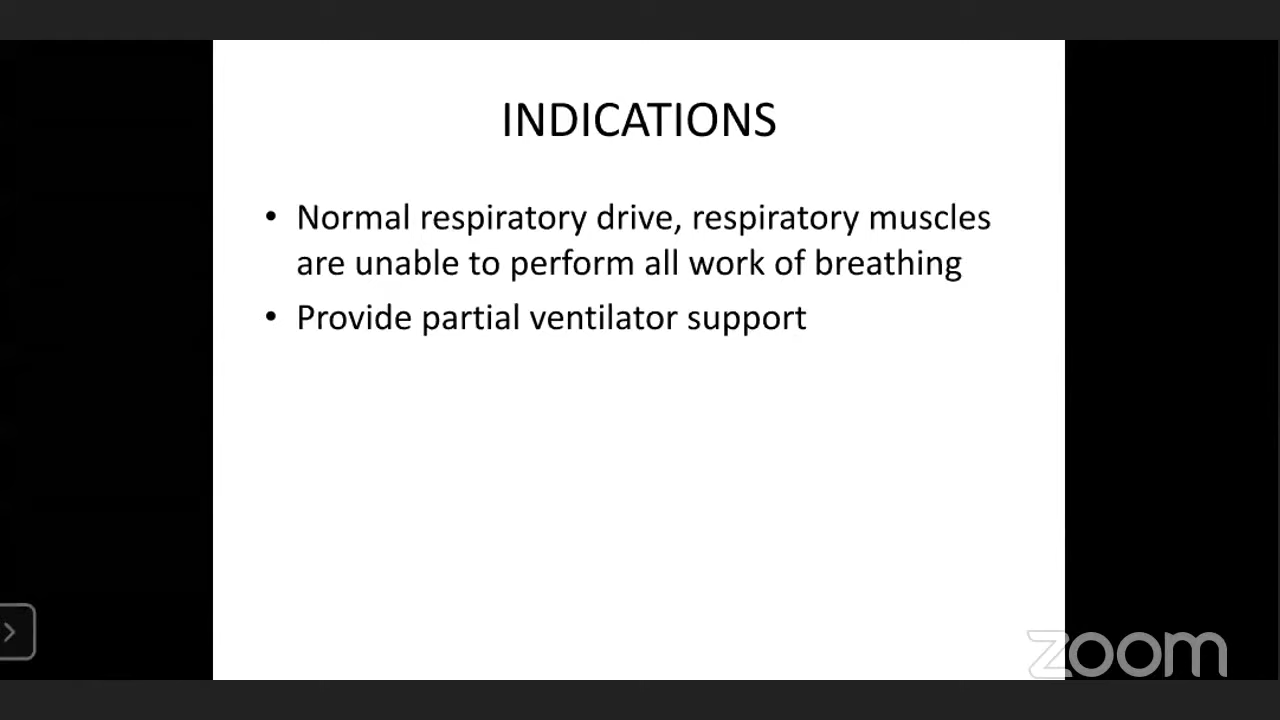 INDICATIONS
• Normal respiratory drive, respiratory muscles
are unable to perform all work of breathing
• Provide partial ventilator support
zoom